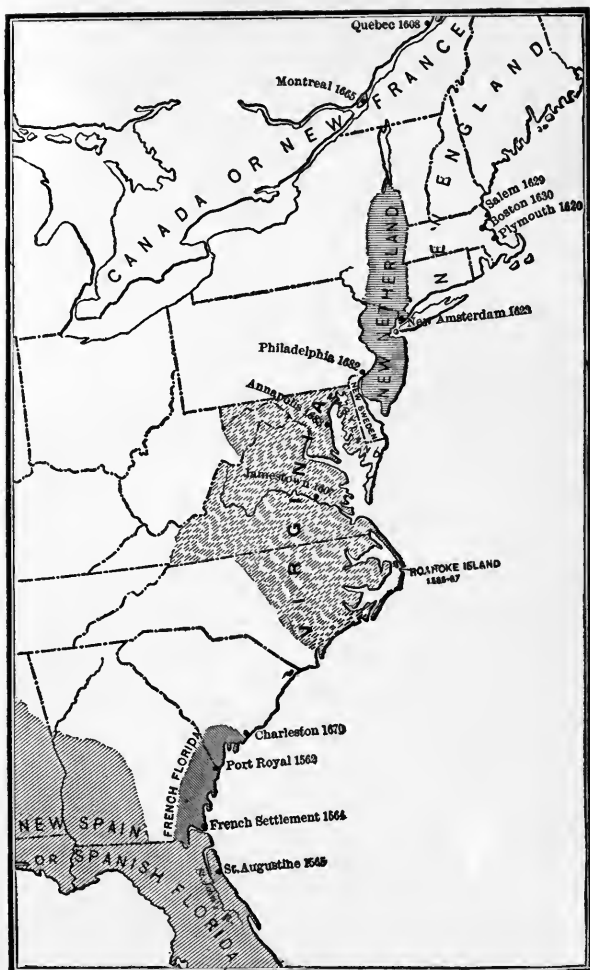 Quebec 1608
Montreal 1665
CANADA OR NEW FRANCE
NEW ENGLAND
Salem 1629
Boston 1630
Plymouth 1620
NEW NETHERLAND
New Amsterdam 1623
Philadelphia 1682
NEW SWEDEN
Annapolis
Jamestown
VIRGINIA
ROANOKE ISLAND
1585-87
Charleston 1670
FRENCH FLORIDA
Port Royal 1562
French Settlement 1564
NEW SPAIN
OR SPANISH FLORIDA
St. Augustine 1565